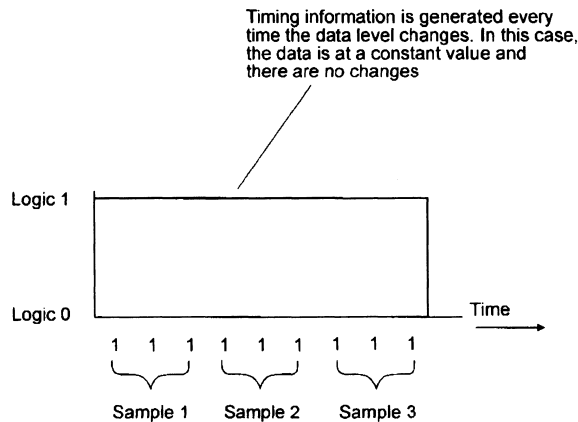 Timing information is generated every
time the data level changes. In this case,
the data is at a constant value and
there are no changes
Logic 1
Logic 0
Time
1 1 1 1 1 1 1 1 1
Sample 1 Sample 2 Sample 3